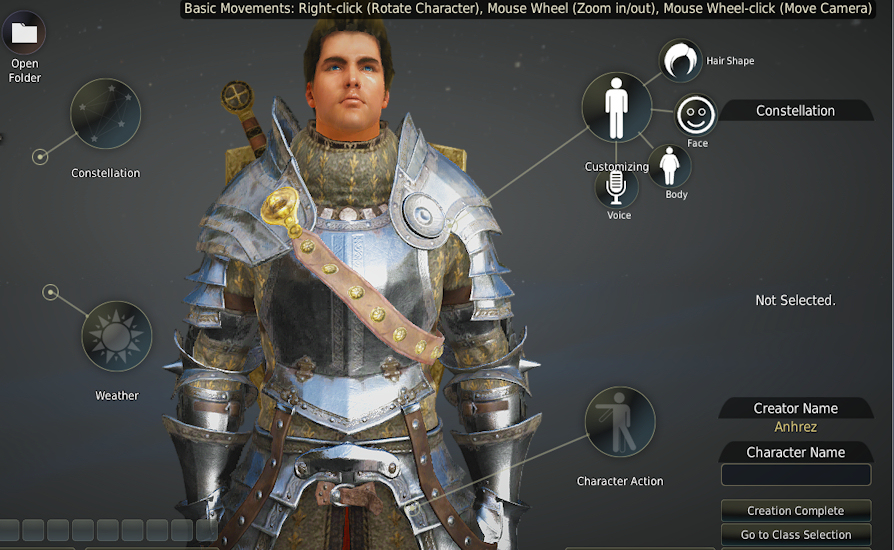 Basic Movements: Right-click (Rotate Character), Mouse Wheel (Zoom in/out), Mouse Wheel-click (Move Camera)
Open
Folder
Hair Shape
Constellation
Face
Constellation
Customizing
Body
Voice
Not Selected.
Weather
Creator Name
Anhrez
Character Name
Character Action
Creation Complete
Go to Class Selection